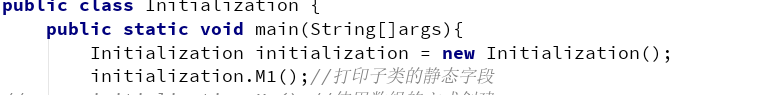 public class Initialization {
public static void main(String[]args){
Initialization initialization = new Initialization();
initialization.M1();//打印子类的静态字段